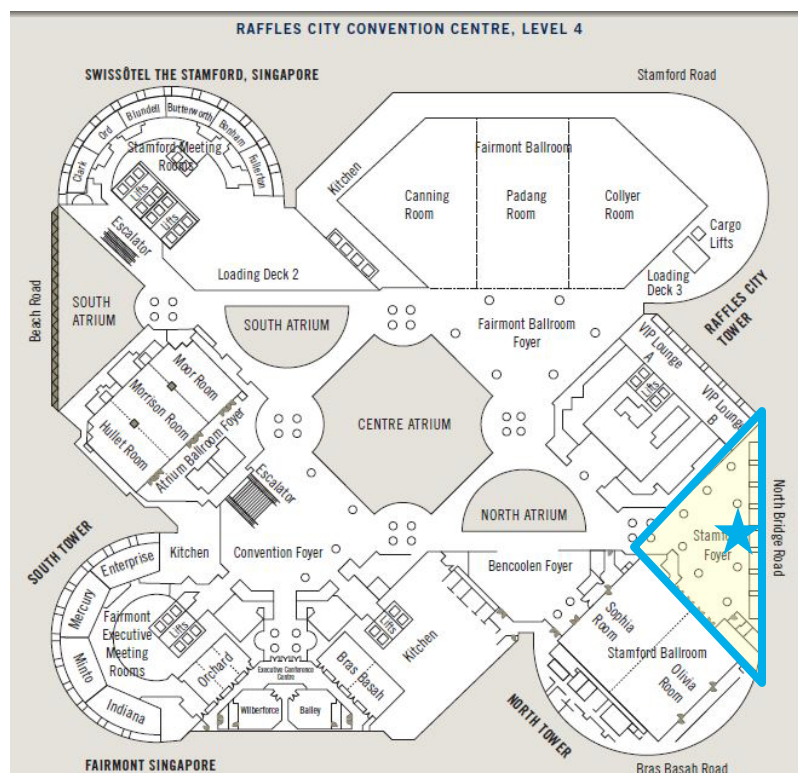 RAFFLES CITY CONVENTION CENTRE, LEVEL 4
SWISSÔTEL THE STAMFORD, SINGAPORE
Stamford Road
Clark
Ord
Blundell
Butterworth
Bonham
Fullerton
Stamford Meeting
Rooms
Lifts
Lifts
Escalator
Kitchen
Fairmont Ballroom
Canning
Room
Padang
Room
Collyer
Room
Cargo
Lifts
Loading Deck 2
Loading
Deck 3
Beach Road
SOUTH
ATRIUM
SOUTH ATRIUM
Fairmont Ballroom
Foyer
RAFFLES CITY
TOWER
VIP Lounge
A
Lifts
VIP Lounge
B
Moor Room
Morrison Room
Hullet Room
Atrium Ballroom Foyer
CENTRE ATRIUM
Escalator
NORTH ATRIUM
Foyer
North Bridge Road
SOUTH TOWER
Kitchen
Convention Foyer
Bencoolen Foyer
Enterprise
Mercury
Miato
Indiana
Fairmont
Executive
Meeting
Rooms
Lifts
Orchard
Executive Conference
Centre
Wilberforce
Bailey
Bras Basah
Lifts
Kitchen
Sophia
Room
Stamford Ballroom
Olivia
Room
NORTH TOWER
FAIRMONT SINGAPORE
Bras Basah Road